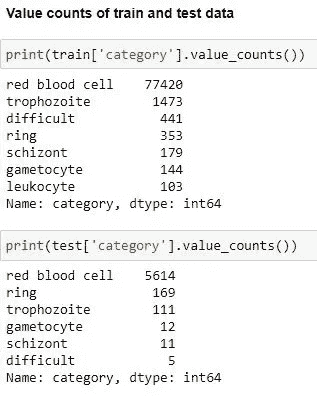 Value counts of train and test data
print(train['category'].value_counts())
red blood cell 77420
trophozoite 1473
difficult 441
ring 353
schizont 179
gametocyte 144
leukocyte 103
Name: category, dtype: int64
print(test['category'].value_counts())
red blood cell 5614
ring 169
trophozoite 111
gametocyte 12
schizont 11
difficult 5
Name: category, dtype: int64